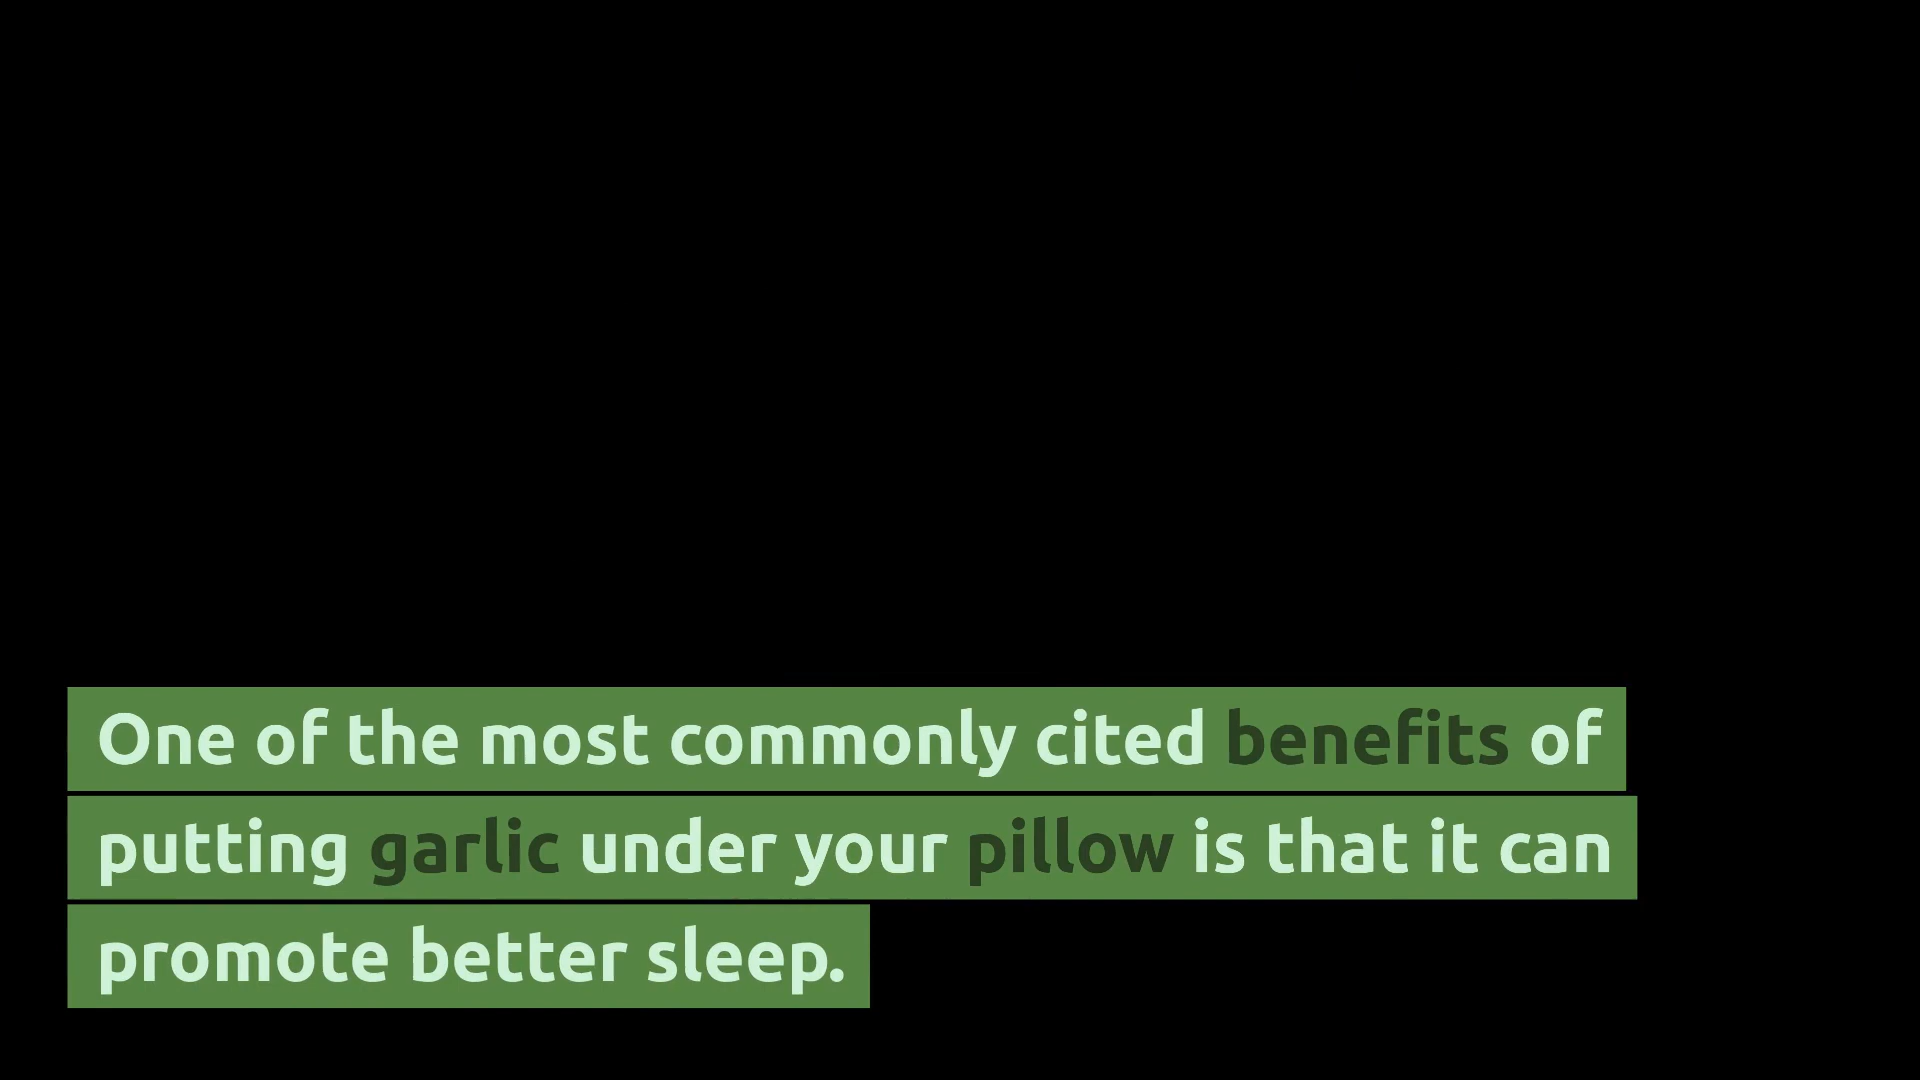 One of the most commonly cited benefits of
putting garlic under your pillow is that it can
promote better sleep.